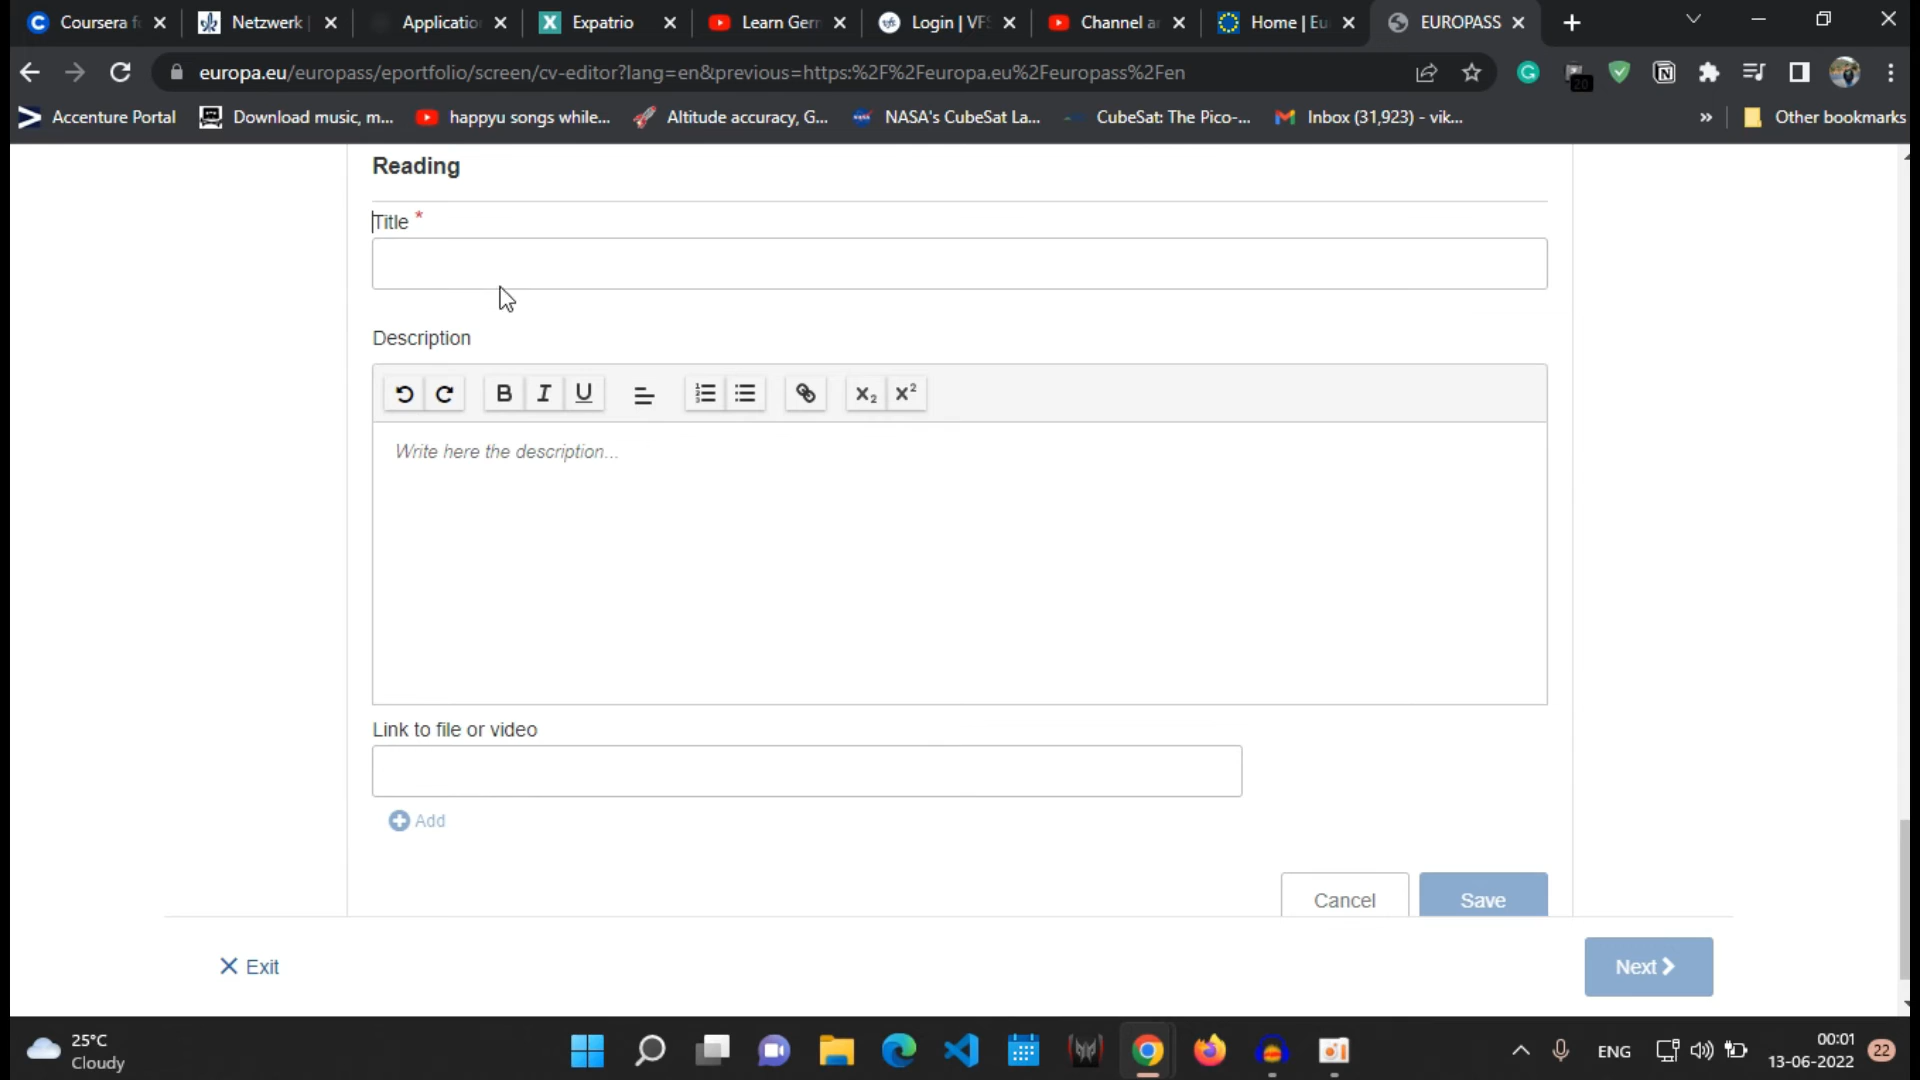 Coursera f
Netzwerk |
Applicatio
Expatrio
Learn Ger
Login | VFS
Channel a
Home | Eu
EUROPASS
europa.eu/europass/eportfolio/screen/cv-editor?lang=en&previous=https:%2F%2Feuropa.eu%2Feuropass%2Fen
20
Accenture Portal
Download music, m...
happyu songs while...
Altitude accuracy, G...
NASA's CubeSat La...
CubeSat: The Pico-...
Inbox (31,923) - vik...
»
Other bookmarks
Reading
Title *
Description
B I U
X2 X2
Write here the description...
Link to file or video
Add
Cancel
Save
Exit
Next
25°C
Cloudy
ENG
00:01
13-06-2022
22